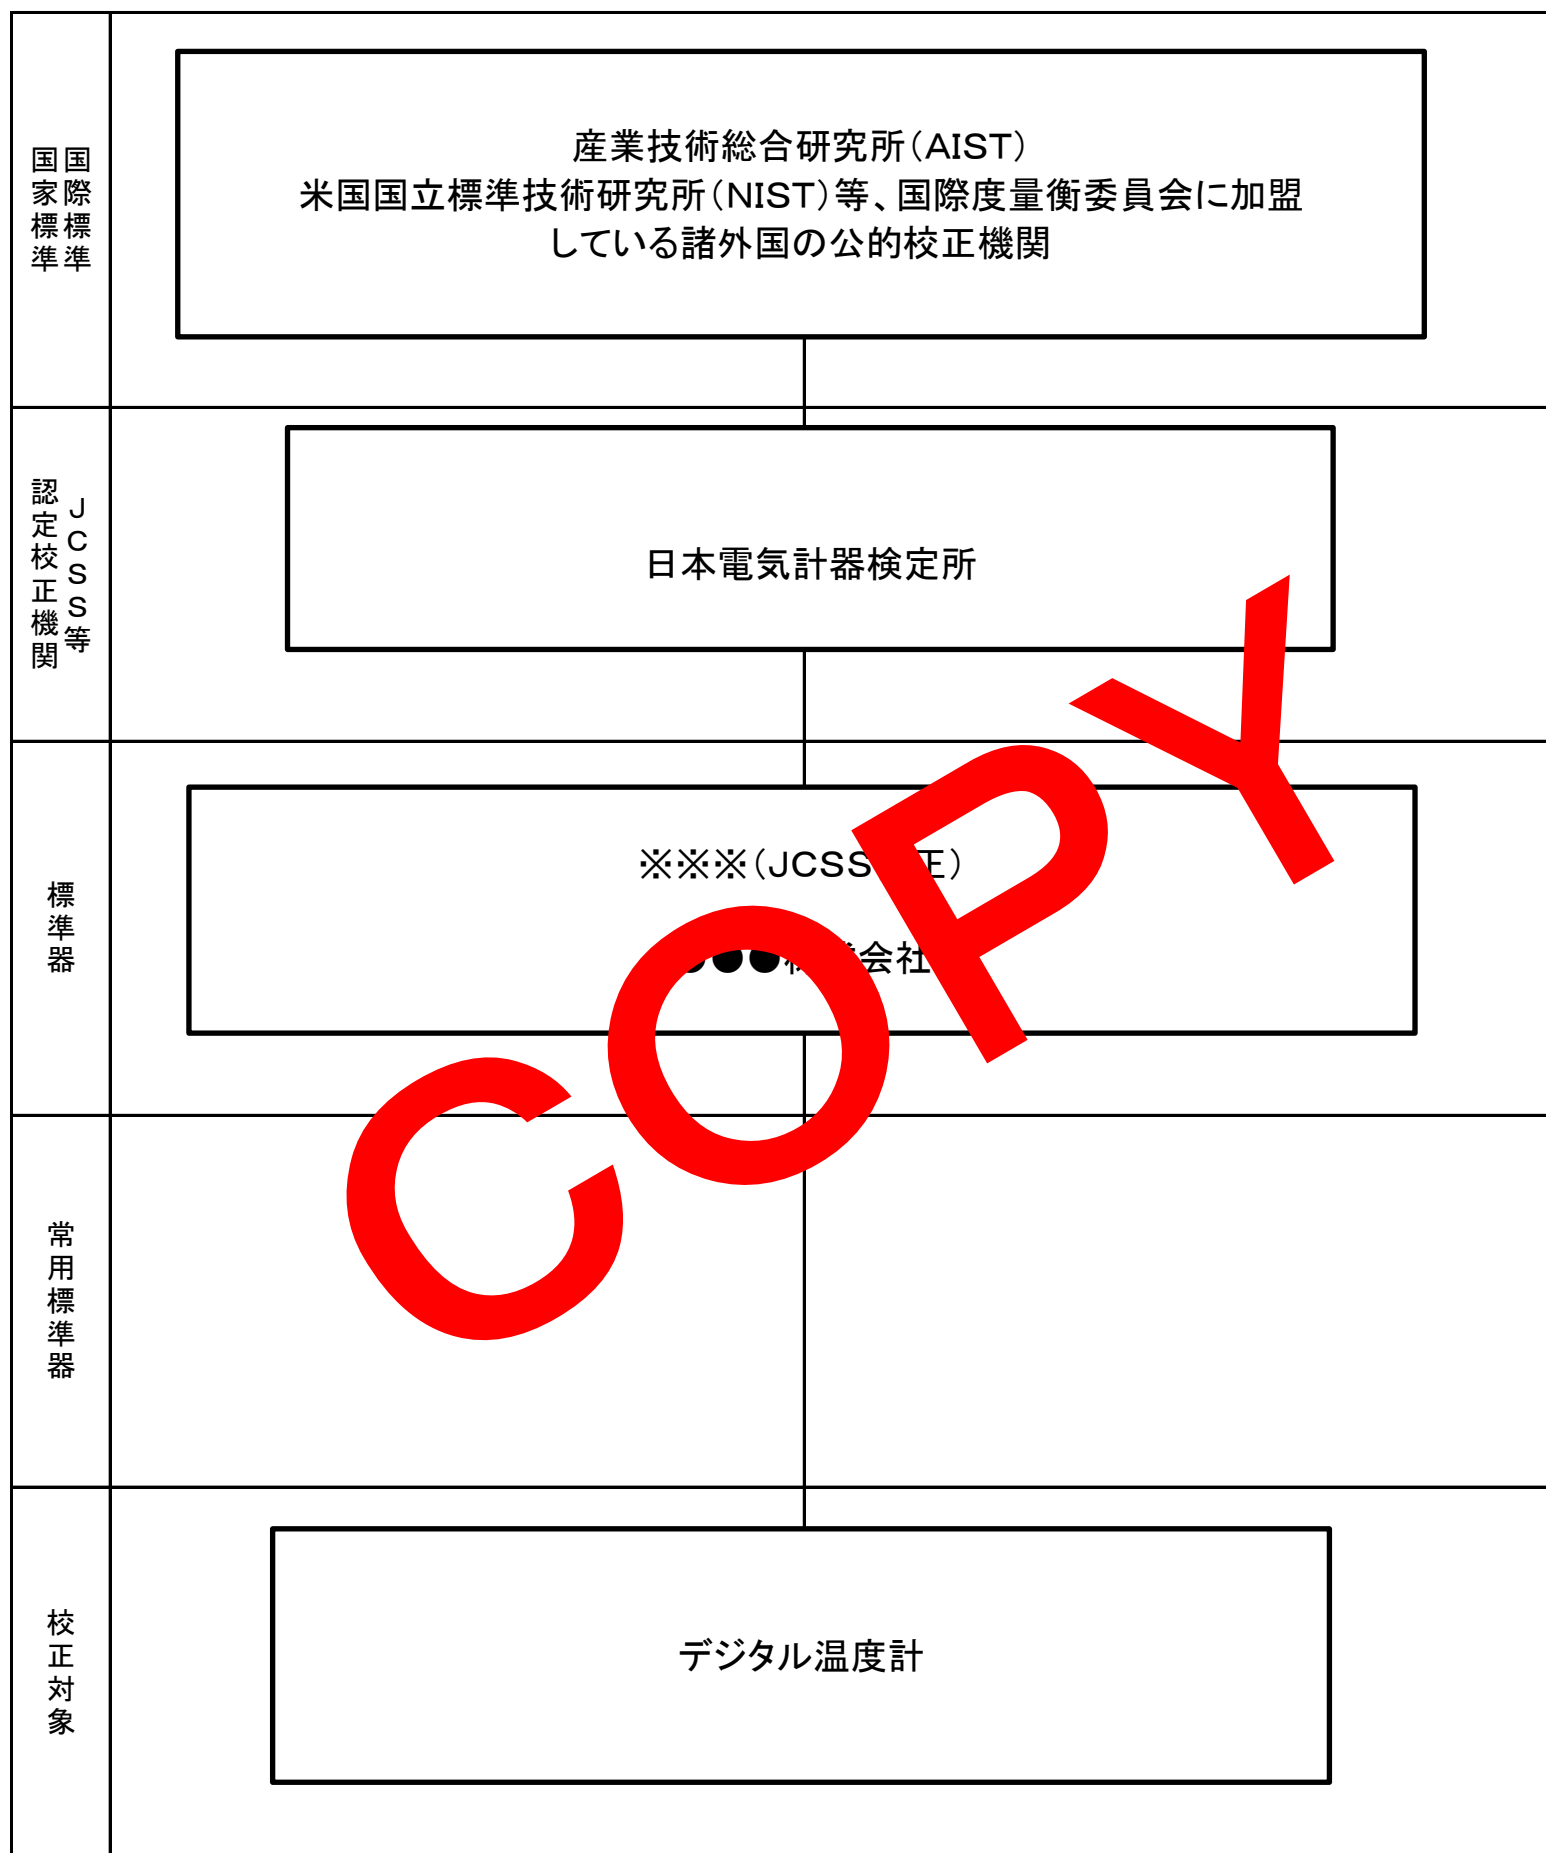 国際標準
国家標準
産業技術総合研究所（AIST）
米国国立標準技術研究所（NIST）等、国際度量衡委員会に加盟
している諸外国の公的校正機関
JCSS等
認定校正機関
日本電気計器検定所
標準器
※※※（JCSS 正）
●●●株式会社
常用標準器
校正対象
デジタル温度計
COPY